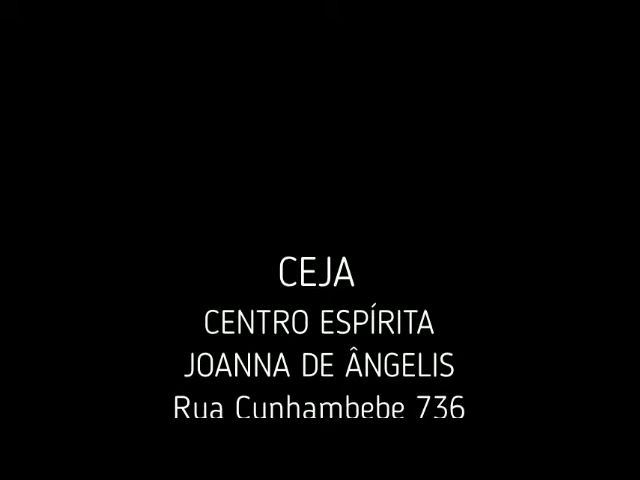 CEJA
CENTRO ESPÍRITA
JOANNA DE ÂNGELIS
Rua Cunhambebe 736